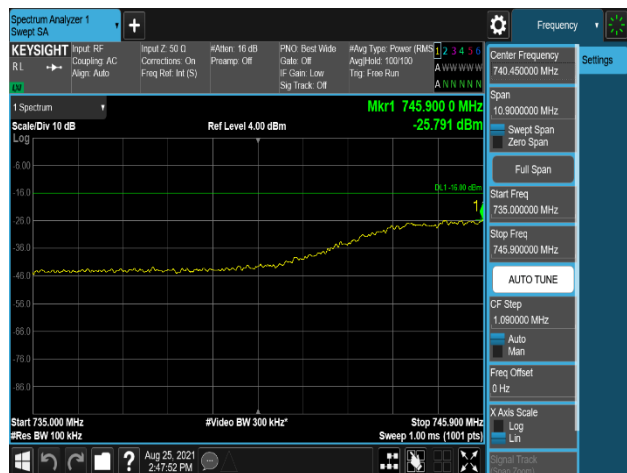 Spectrum Analyzer 1
Swept SA
+
Frequency
KEYSIGHT
RL
LXI
Input: RF
Coupling: AC
Align: Auto
Input Z: 50 Ω
Corrections: On
Freq Ref: Int (S)
#Atten: 16 dB
Preamp: Off
PNO: Best Wide
Gate: Off
IF Gain: Low
Sig Track: Off
#Avg Type: Power (RMS
Avg|Hold: 100/100
Trig: Free Run
1 2 3 4 5 6
A W W W W W
A N N N N N
1 Spectrum
Scale/Div 10 dB
Log
Ref Level 4.00 dBm
Mkr1 745.900 0 MHz
-25.791 dBm
DL1 -16.90 dBm
1
-6.00
-16.0
-26.0
-36.0
-46.0
-56.0
-66.0
-76.0
-86.0
Start 735.000 MHz
#Res BW 100 kHz
#Video BW 300 kHz*
Stop 745.900 MHz
Sweep 1.00 ms (1001 pts)
?
Aug 25, 2021
2:47:52 PM
Center Frequency
740.450000 MHz
Span
10.9000000 MHz
Swept Span
Zero Span
Full Span
Start Freq
735.000000 MHz
Stop Freq
745.900000 MHz
AUTO TUNE
CF Step
1.090000 MHz
Auto
Man
Freq Offset
0 Hz
X Axis Scale
Log
Lin
Signal Track
(Span Zoom)
Settings